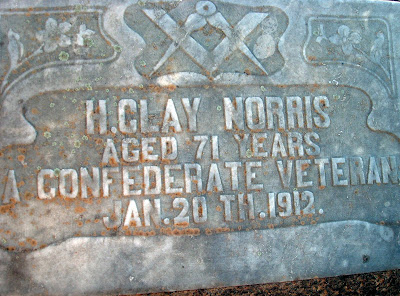 H. CLAY NORRIS
AGED 71 YEARS
A CONFEDERATE VETERAN
JAN. 20 TH. 1912.